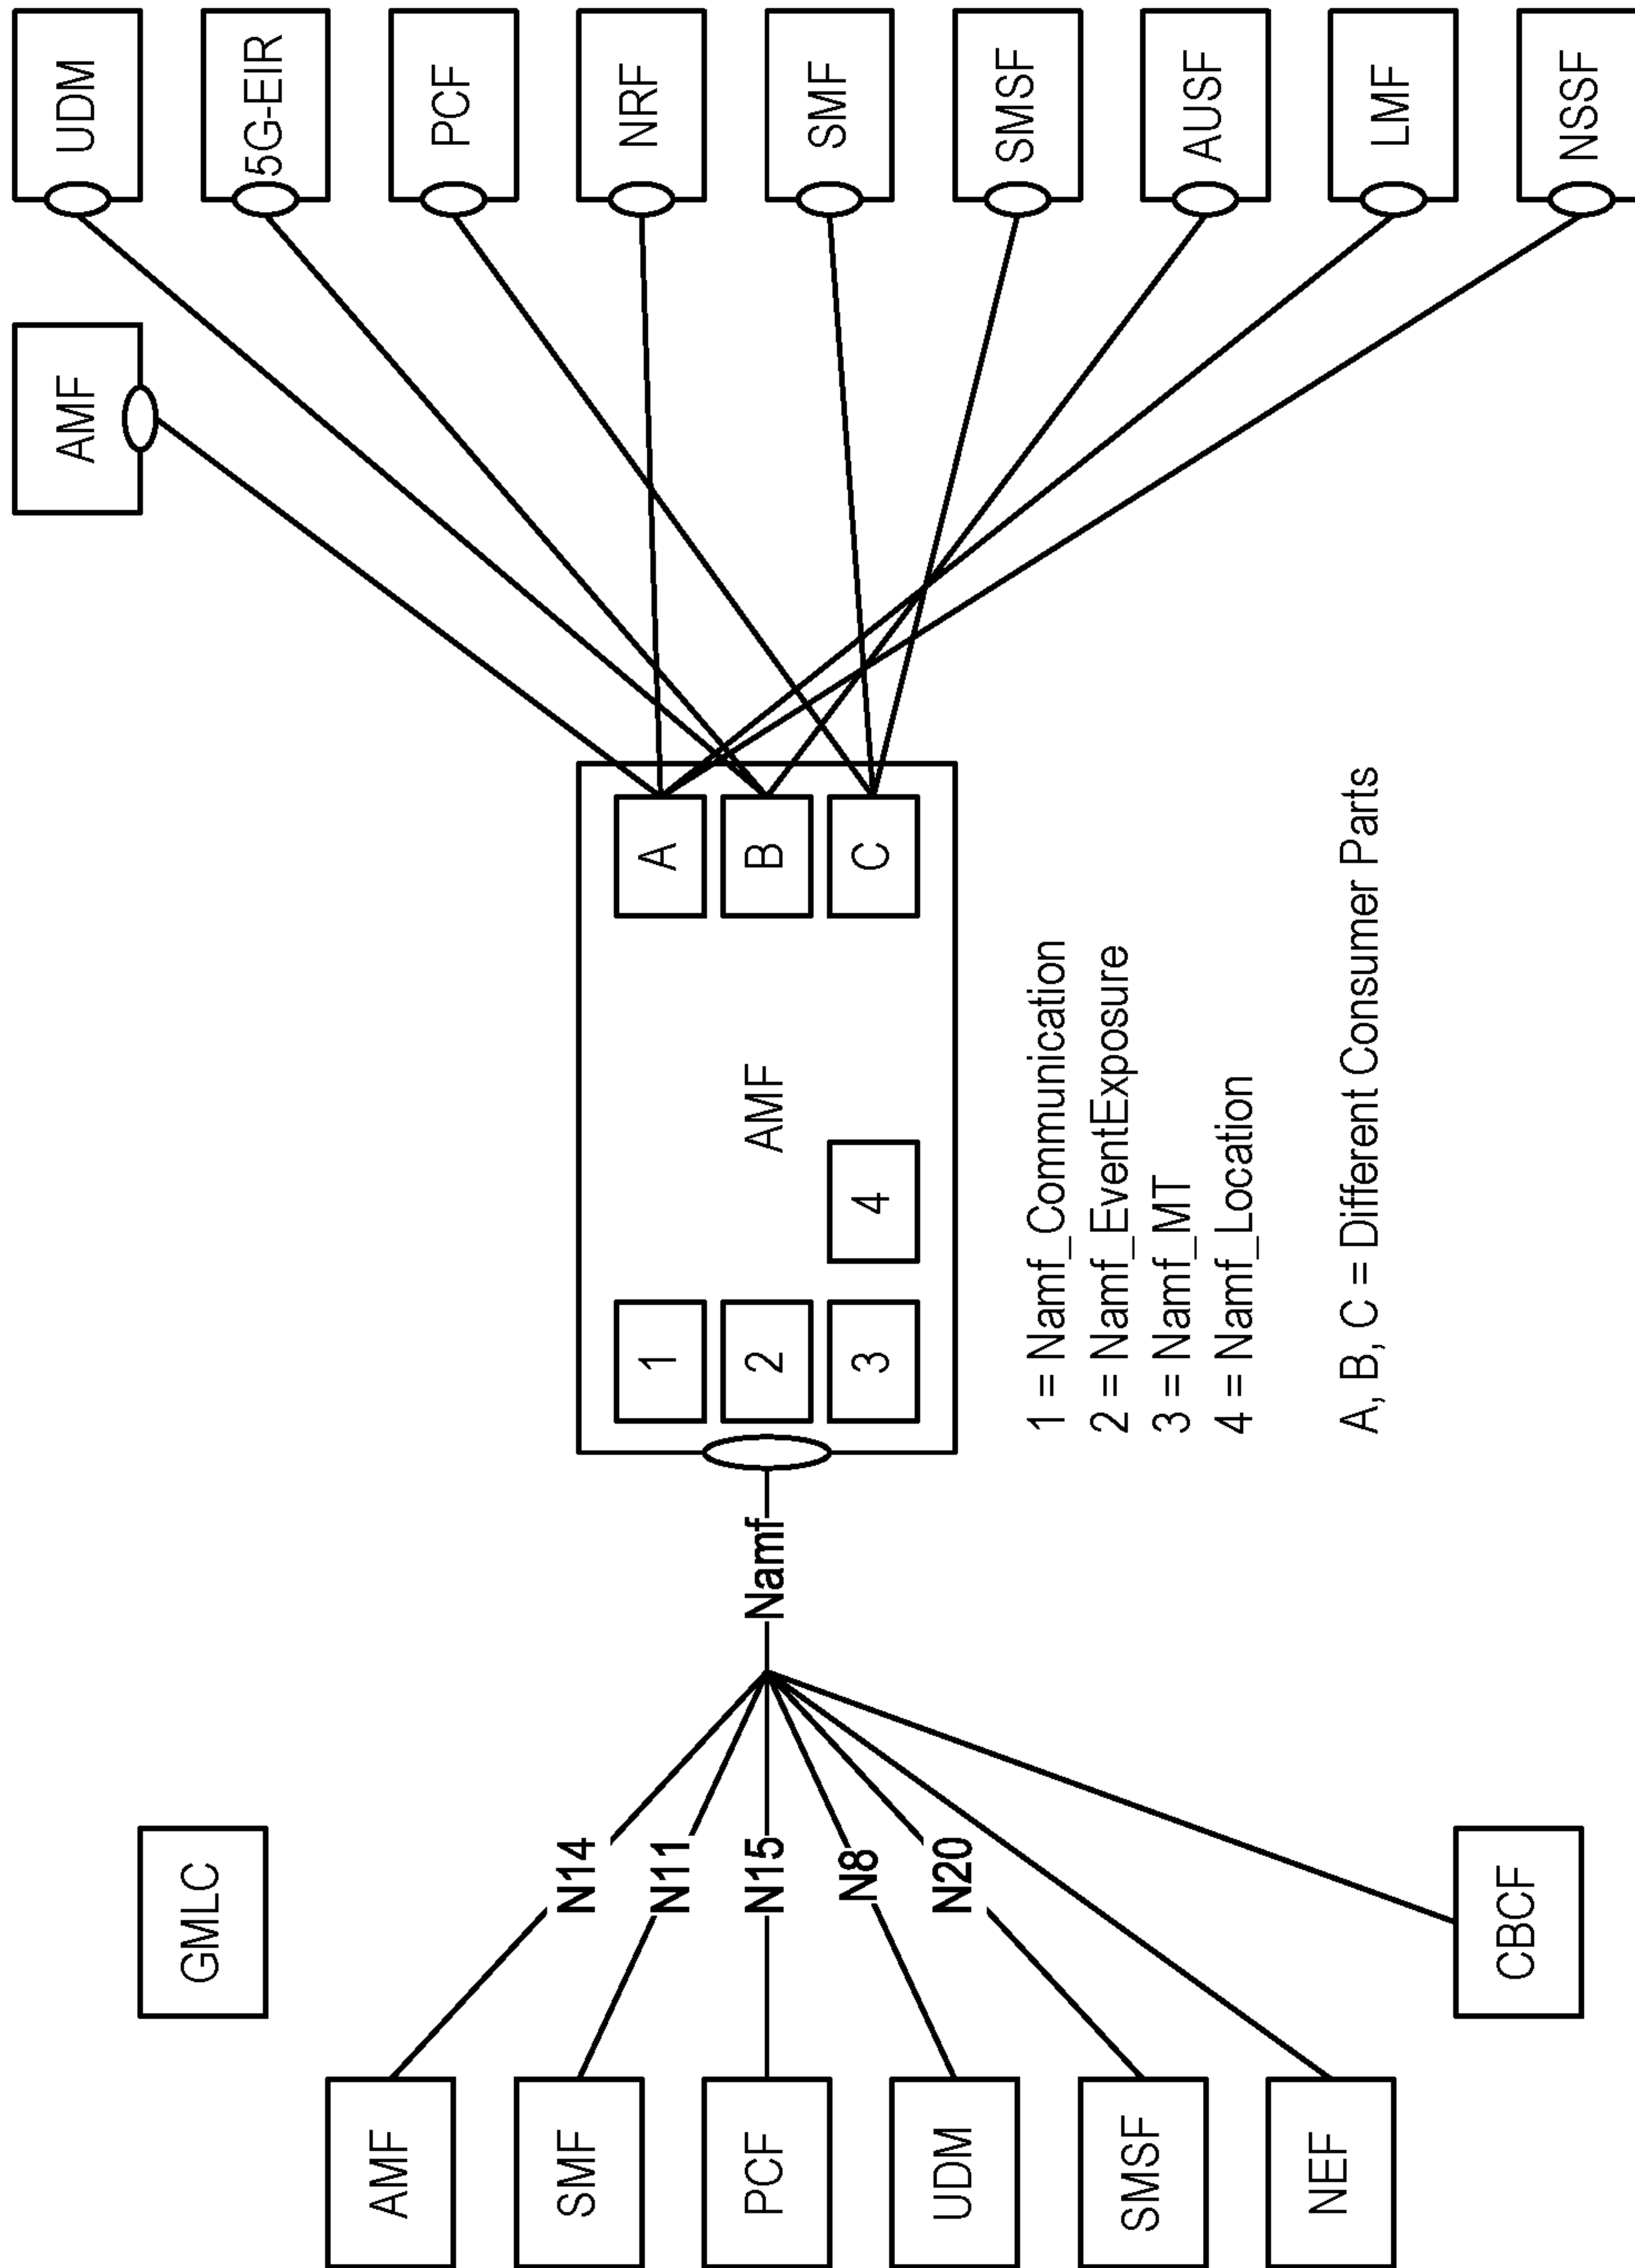 GMLC
AMF
SMF
PCF
UDM
SMSF
NEF
CBCF
N14
N11
N15
N8
N20
Namf
1
2
3
4
AMF
A
B
C
1 = Namf_Communication
2 = Namf_EventExposure
3 = Namf_MT
4 = Namf_Location
A, B, C = Different Consumer Parts
AMF
UDM
5G-EIR
PCF
NRF
SMF
SMSF
AUSF
LMF
NSSF